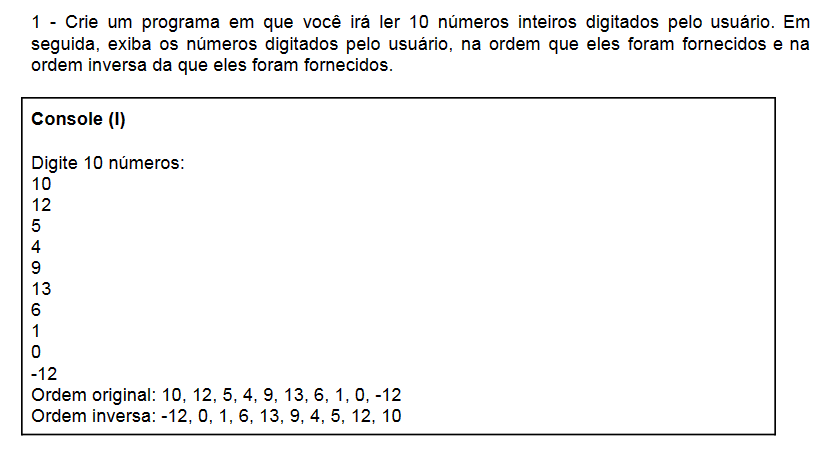 1 - Crie um programa em que você irá ler 10 números inteiros digitados pelo usuário. Em
seguida, exiba os números digitados pelo usuário, na ordem que eles foram fornecidos e na
ordem inversa da que eles foram fornecidos.
Console (I)
Digite 10 números:
10
12
5
4
9
13
6
1
0
-12
Ordem original: 10, 12, 5, 4, 9, 13, 6, 1, 0, -12
Ordem inversa: -12, 0, 1, 6, 13, 9, 4, 5, 12, 10